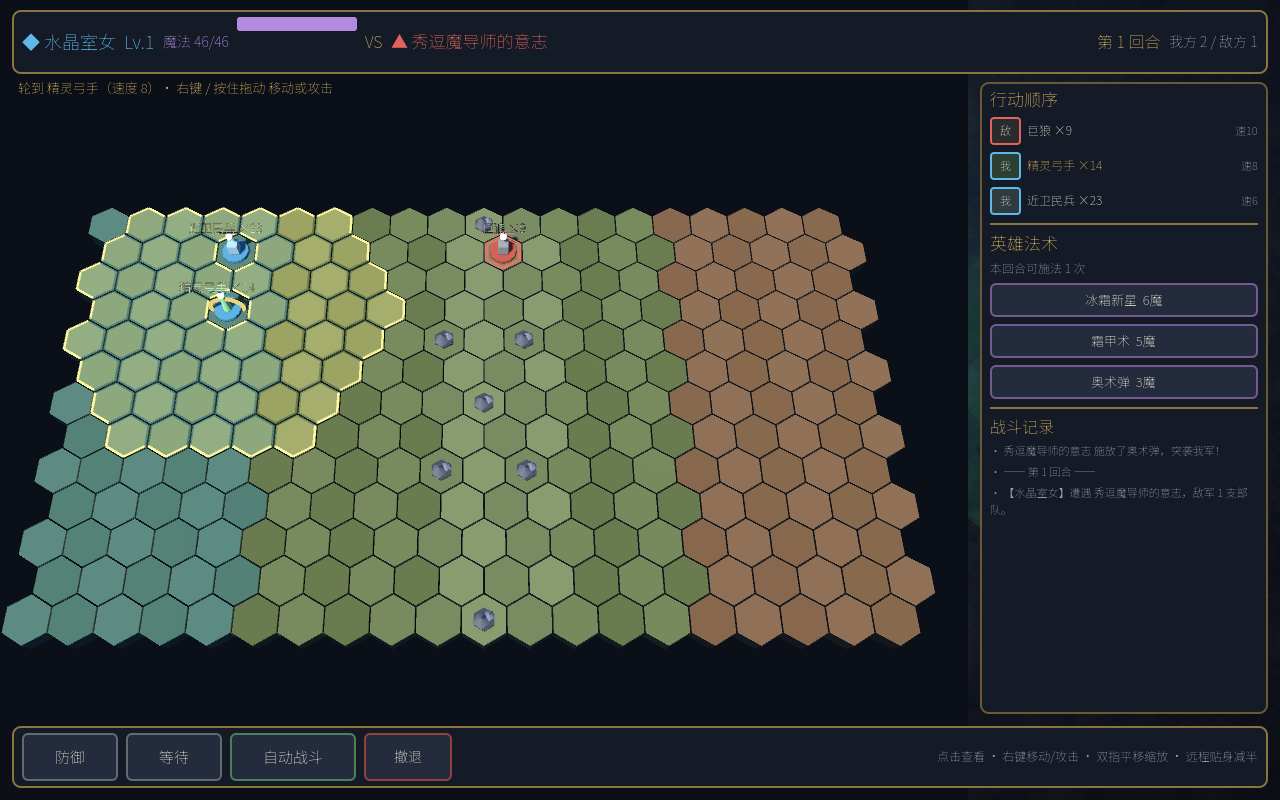 ◆ 水晶室女 Lv.1 魔法 46/46 VS ▲ 秀逗魔导师的意志 第 1 回合 我方 2 / 敌方 1
轮到 精灵弓手（速度 8） · 右键 / 按住拖动 移动或攻击
行动顺序
敌 巨狼 ×9 速10
我 精灵弓手 ×14 速8
我 近卫民兵 ×23 速6
英雄法术
本回合可施法 1 次
冰霜新星 6魔
霜甲术 5魔
奥术弹 3魔
战斗记录
· 秀逗魔导师的意志 施放了奥术弹，突袭我军！
· —— 第 1 回合 ——
· 【水晶室女】遭遇 秀逗魔导师的意志，敌军 1 支部
队。
防御 等待 自动战斗 撤退 点击查看 · 右键移动/攻击 · 双指平移缩放 · 远程贴身减半